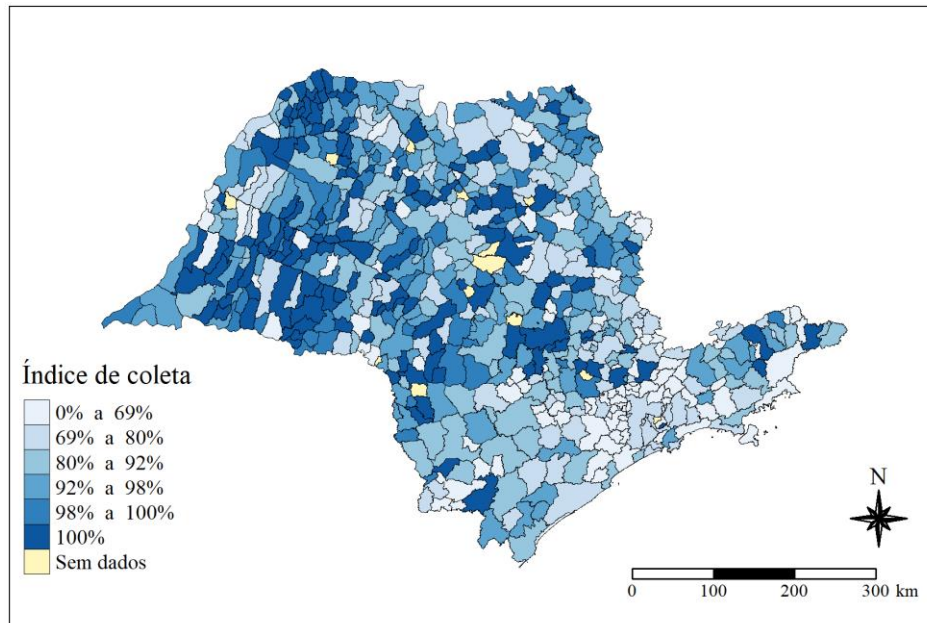 Índice de coleta
0% a 69%
69% a 80%
80% a 92%
92% a 98%
98% a 100%
100%
Sem dados
N
0 100 200 300 km